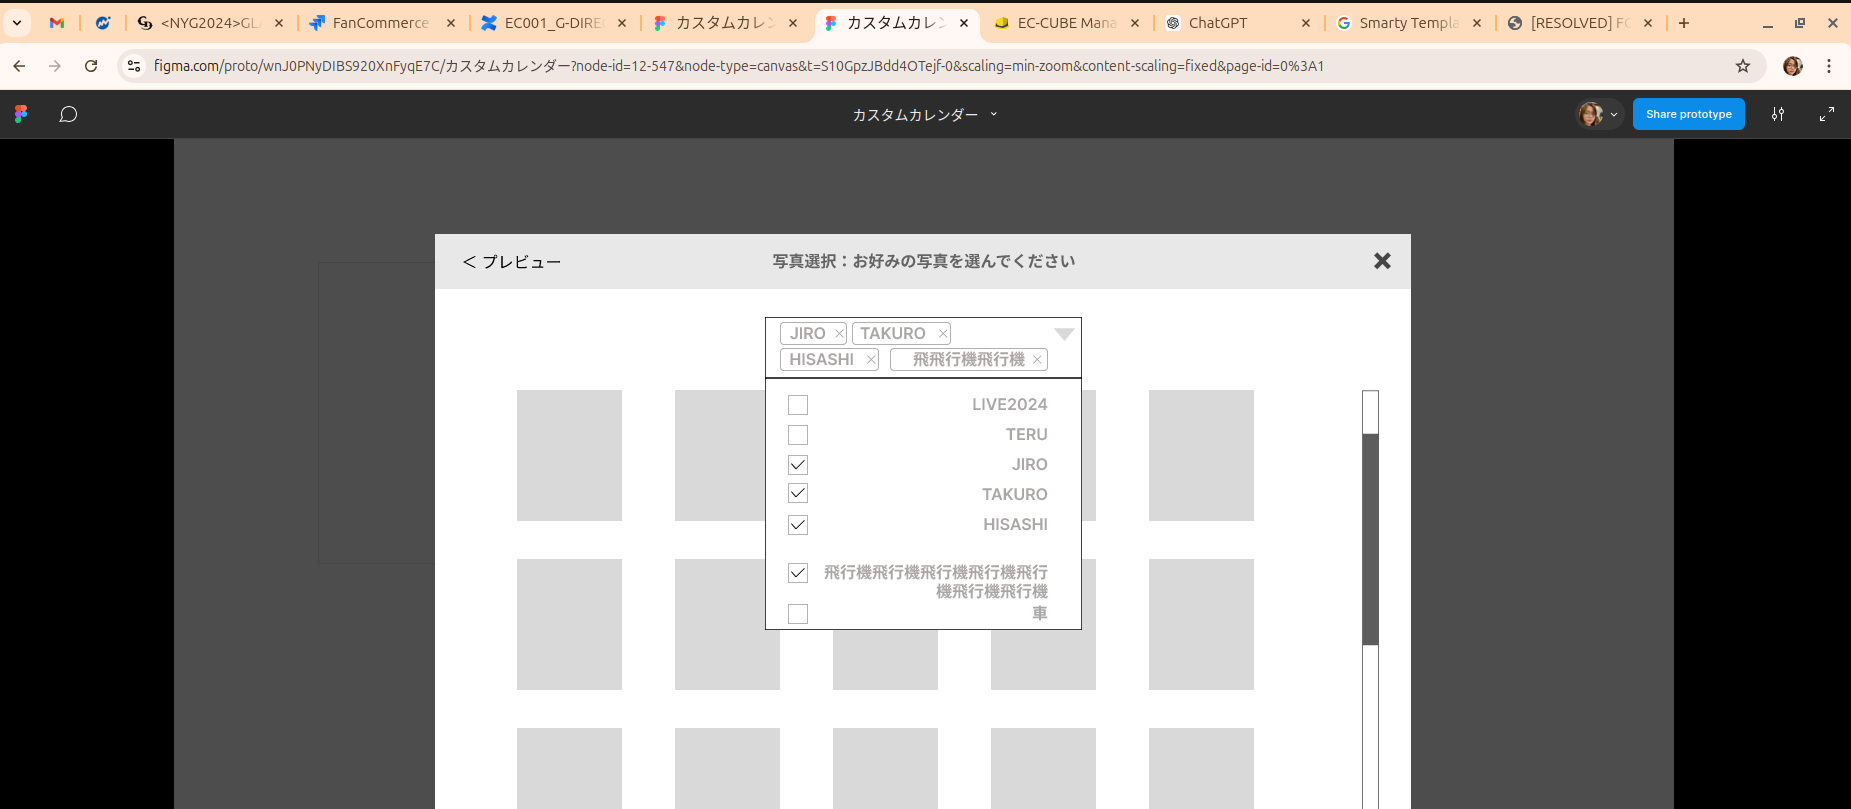 <NYG2024>GL
FanCommerce
EC001_G-DIRE
カスタムカレン
カスタムカレン
EC-CUBE Mana
ChatGPT
Smarty Templa
[RESOLVED] FC
figma.com/proto/wnJ0PNyDIBS920XnFyqE7C/カスタムカレンダー?node-id=12-547&node-type=canvas&t=S10GpzJBdd4OTejf-0&scaling=min-zoom&content-scaling=fixed&page-id=0%3A1
カスタムカレンダー
Share prototype
＜ プレビュー
写真選択：お好みの写真を選んでください
JIRO
TAKURO
HISASHI
飛飛行機飛行機
LIVE2024
TERU
JIRO
TAKURO
HISASHI
飛行機飛行機飛行機飛行機飛行
機飛行機飛行機
車